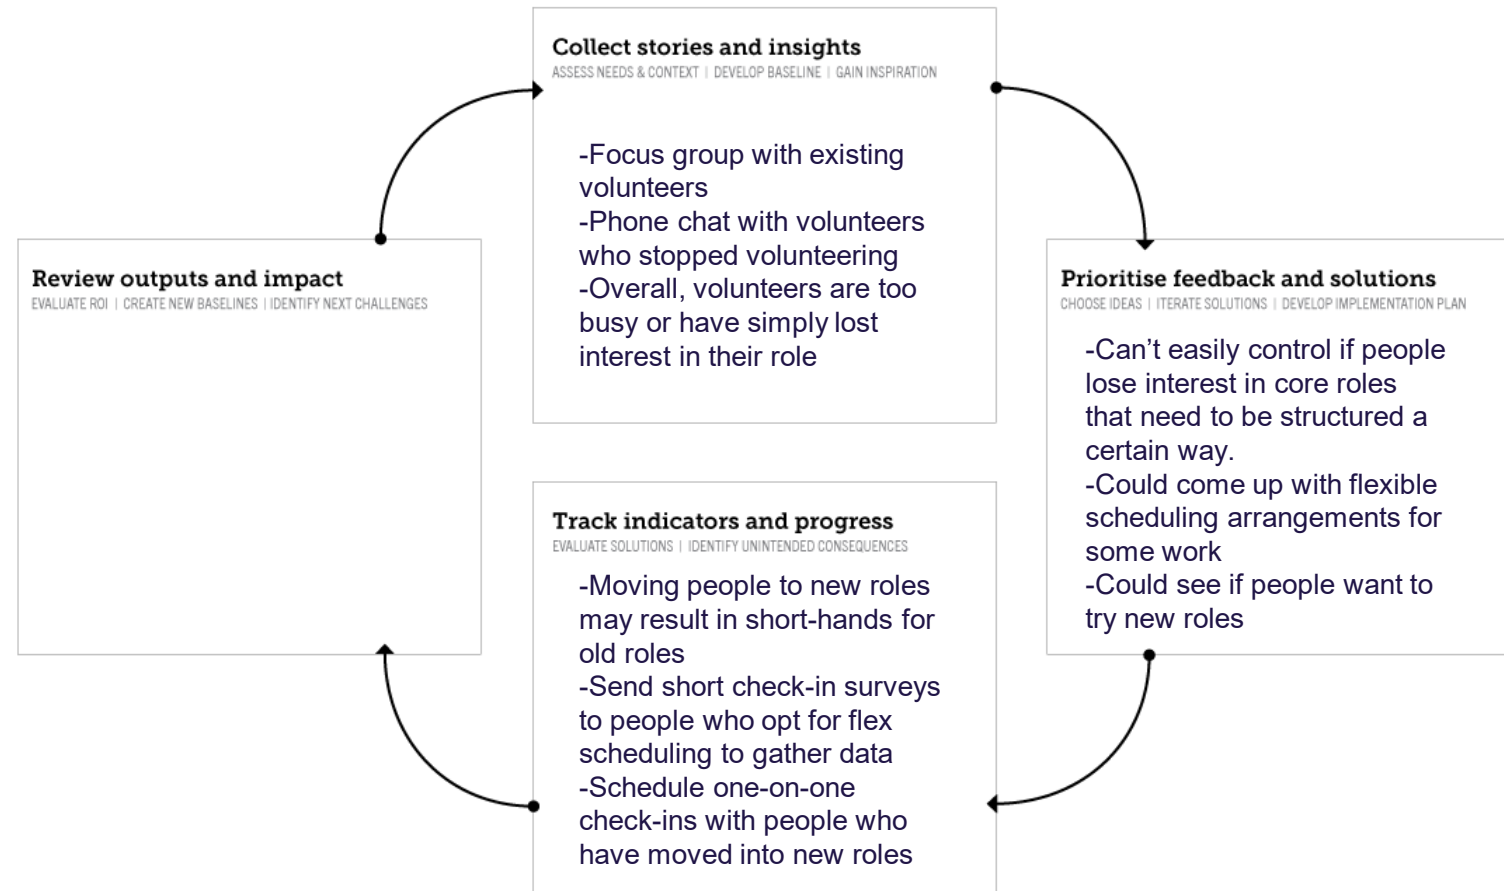 Collect stories and insights
ASSESS NEEDS & CONTEXT | DEVELOP BASELINE | GAIN INSPIRATION
-Focus group with existing
volunteers
-Phone chat with volunteers
who stopped volunteering
-Overall, volunteers are too
busy or have simply lost
interest in their role
Prioritise feedback and solutions
CHOOSE IDEAS | ITERATE SOLUTIONS | DEVELOP IMPLEMENTATION PLAN
-Can’t easily control if people
lose interest in core roles
that need to be structured a
certain way.
-Could come up with flexible
scheduling arrangements for
some work
-Could see if people want to
try new roles
Track indicators and progress
EVALUATE SOLUTIONS | IDENTIFY UNINTENDED CONSEQUENCES
-Moving people to new roles
may result in short-hands for
old roles
-Send short check-in surveys
to people who opt for flex
scheduling to gather data
-Schedule one-on-one
check-ins with people who
have moved into new roles
Review outputs and impact
EVALUATE ROI | CREATE NEW BASELINES | IDENTIFY NEXT CHALLENGES